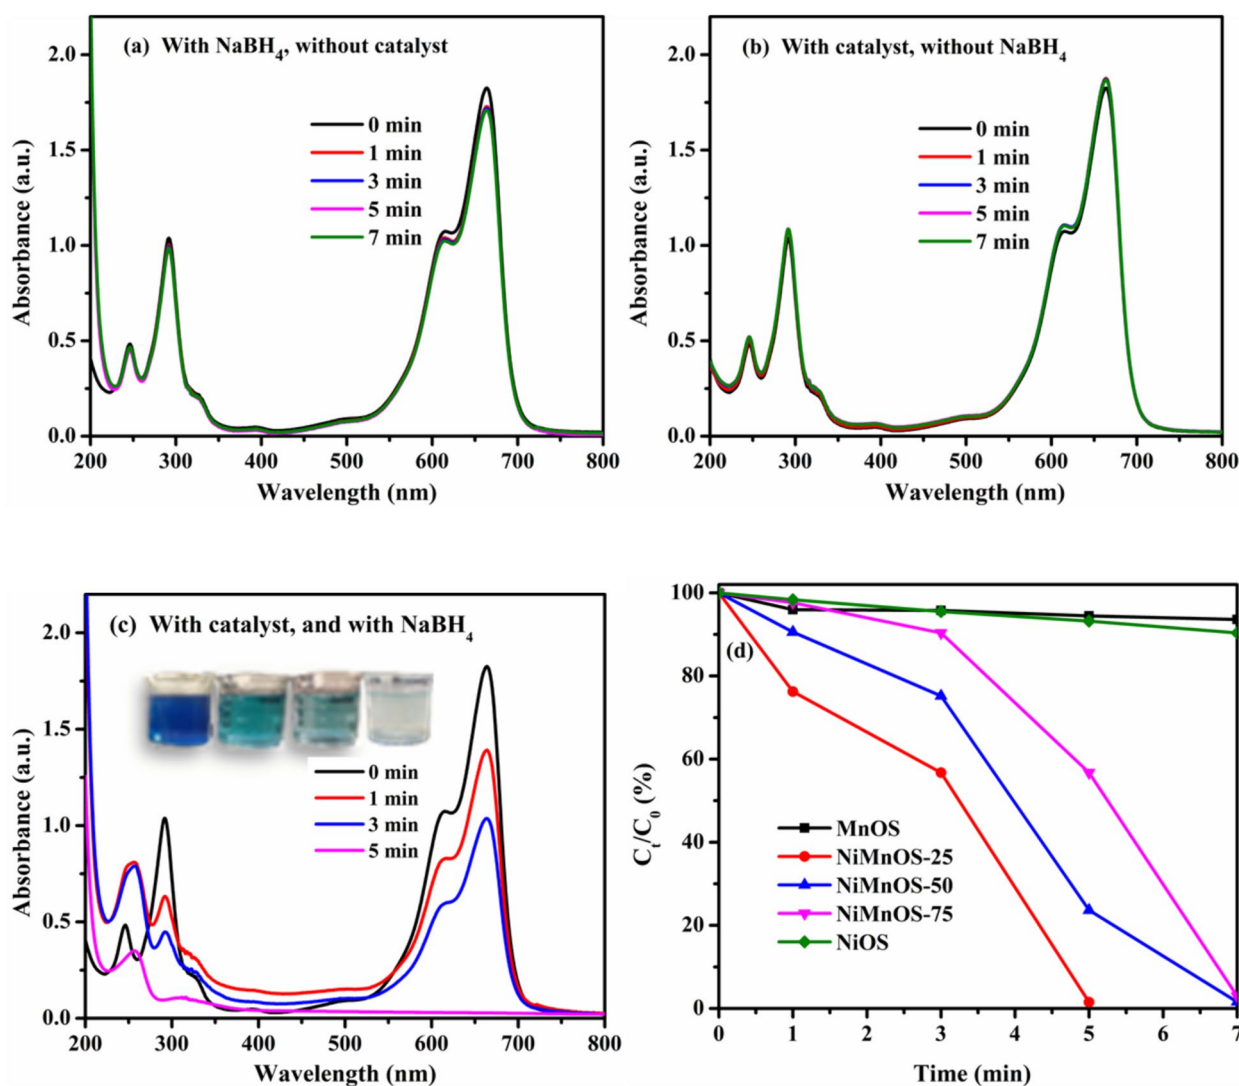 (a) With NaBH4, without catalyst
0 min
1 min
3 min
5 min
7 min
Absorbance (a.u.)
2.0
1.5
1.0
0.5
0.0
200 300 400 500 600 700 800
Wavelength (nm)
(b) With catalyst, without NaBH4
0 min
1 min
3 min
5 min
7 min
Absorbance (a.u.)
2.0
1.5
1.0
0.5
0.0
200 300 400 500 600 700 800
Wavelength (nm)
(c) With catalyst, and with NaBH4
0 min
1 min
3 min
5 min
Absorbance (a.u.)
2.0
1.5
1.0
0.5
0.0
200 300 400 500 600 700 800
Wavelength (nm)
(d)
MnOS
NiMnOS-25
NiMnOS-50
NiMnOS-75
NiOS
Ct/C0 (%)
100
80
60
40
20
0
0 1 2 3 4 5 6 7
Time (min)